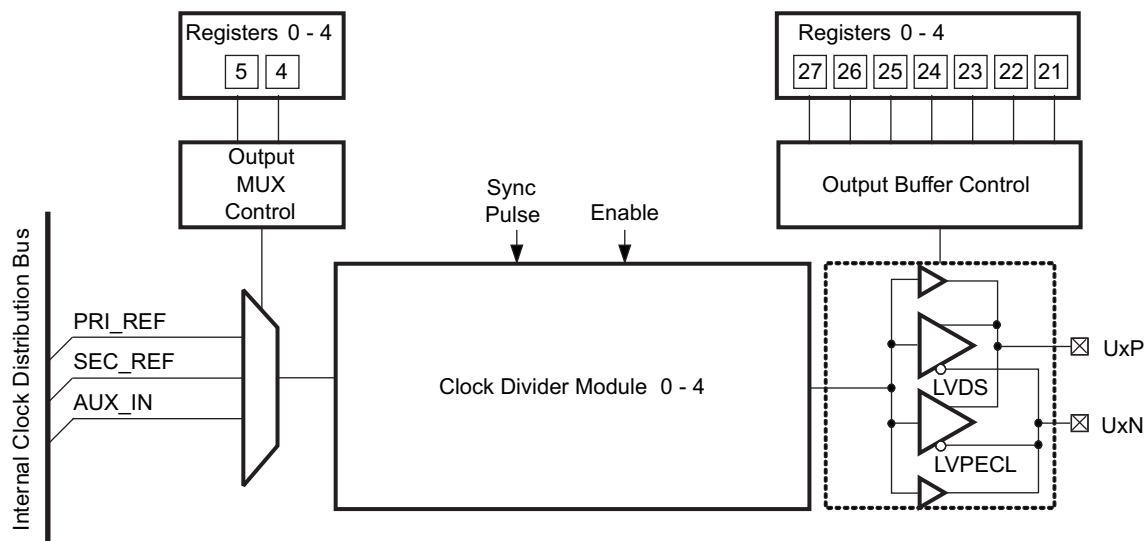 Registers 0 - 4
5 4
Output
MUX
Control
Registers 0 - 4
27 26 25 24 23 22 21
Output Buffer Control
Sync
Pulse
Enable
Internal Clock Distribution Bus
PRI_REF
SEC_REF
AUX_IN
Clock Divider Module 0 - 4
LVDS
LVPECL
UxP
UxN